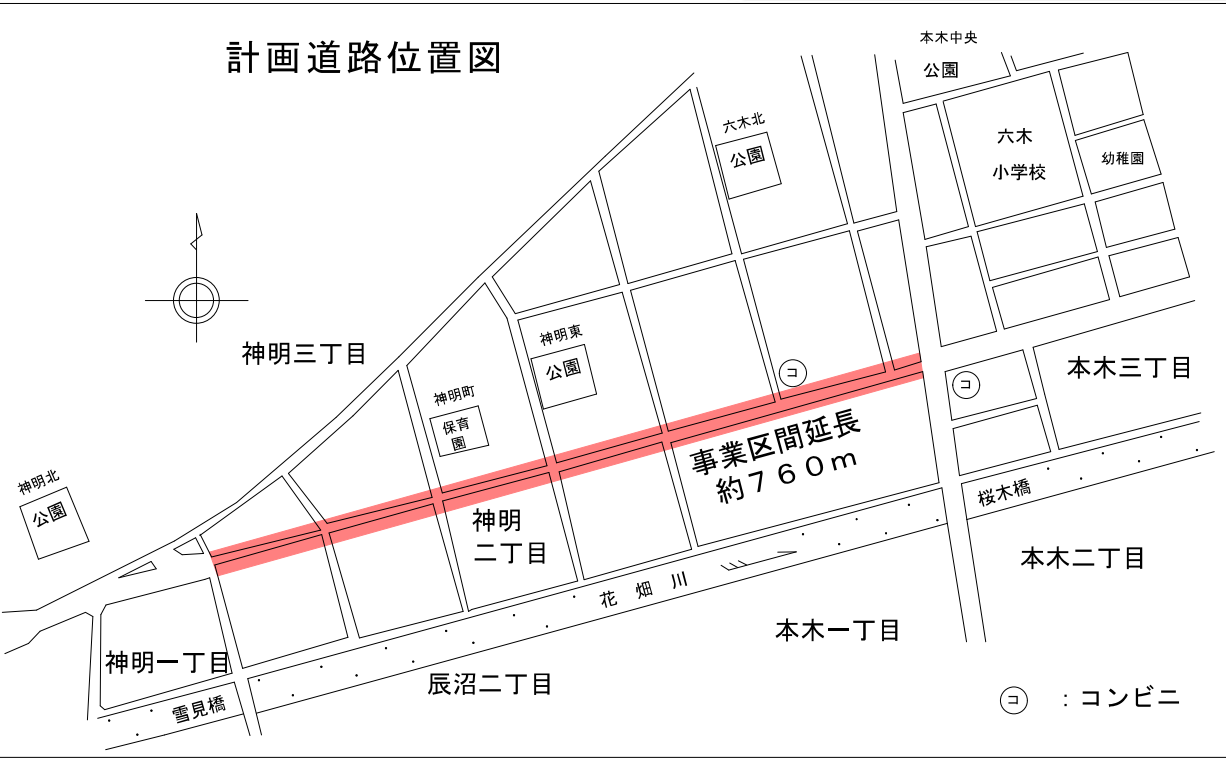 計画道路位置図
本木中央
公園
六木北
公園
六木
小学校
幼稚園
神明三丁目
神明東
公園
コ
コ
本木三丁目
神明町
保育
園
事業区間延長
約７６０ｍ
神明北
公園
神明
二丁目
桜木橋
本木二丁目
花畑川
本木一丁目
神明一丁目
辰沼二丁目
雪見橋
コ ：コンビニ